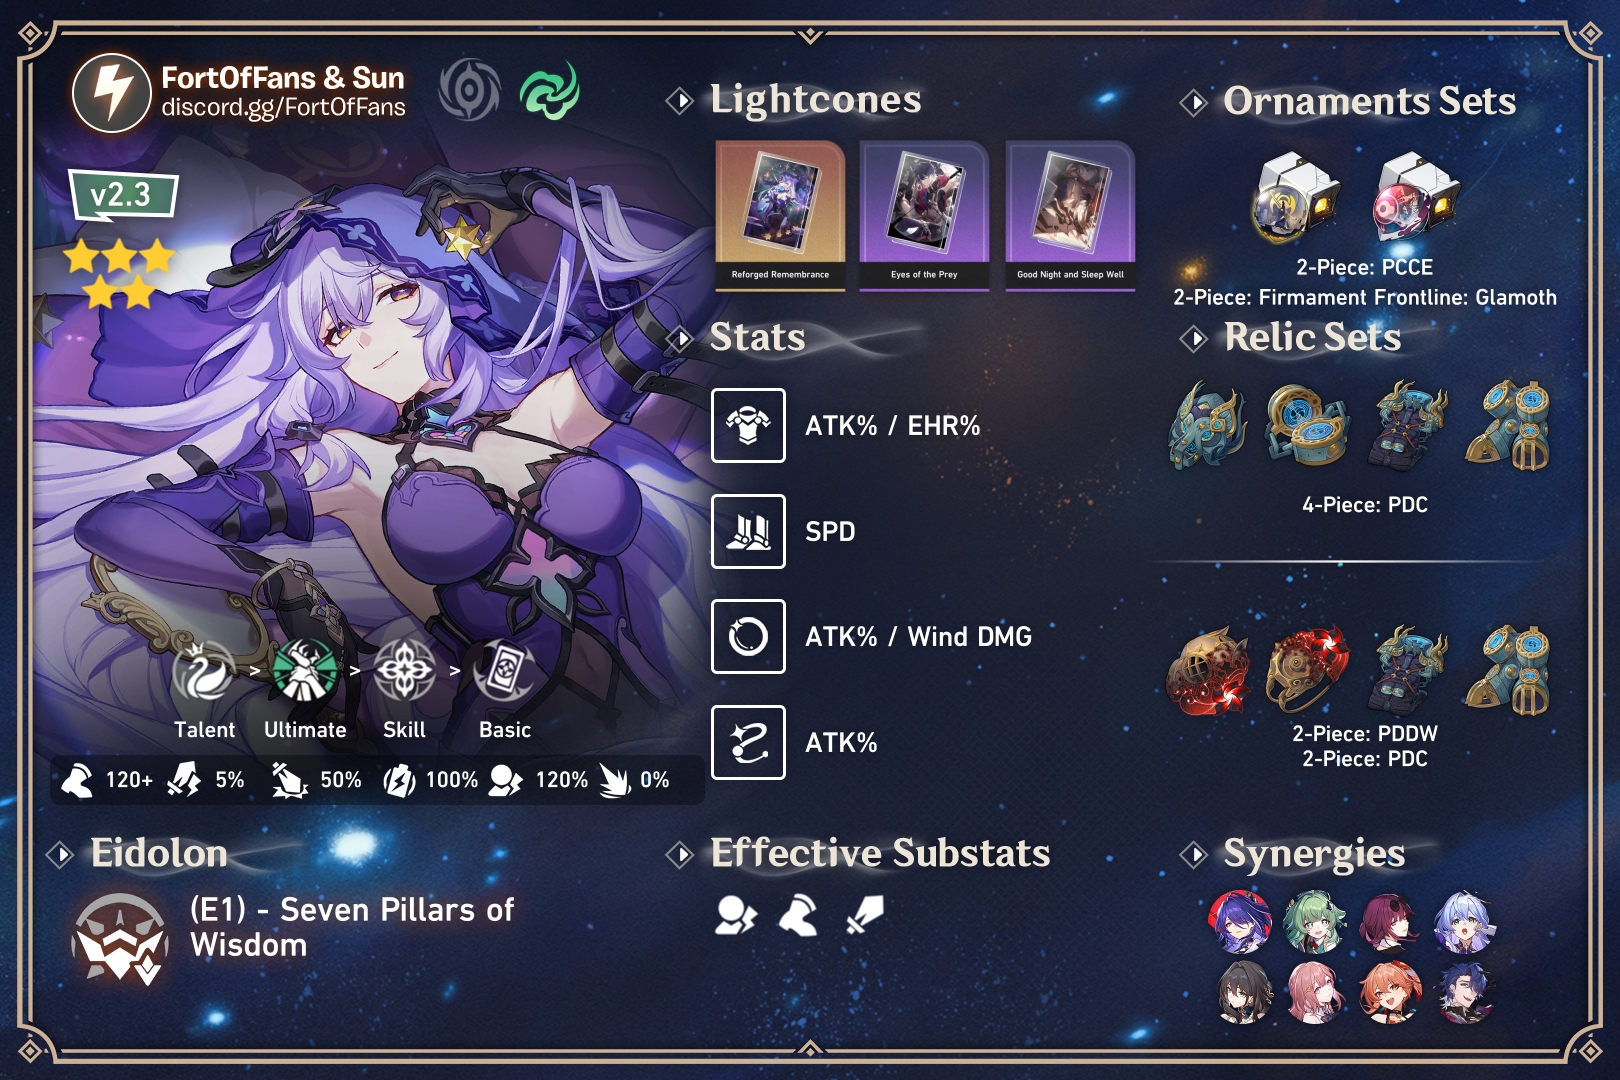 FortOfFans & Sun
discord.gg/FortOfFans
v2.3
Talent > Ultimate > Skill > Basic
120+ 5% 50% 100% 120% 0%
Eidolon
(E1) - Seven Pillars of
Wisdom
Lightcones
Reforged Remembrance
Eyes of the Prey
Good Night and Sleep Well
Stats
ATK% / EHR%
SPD
ATK% / Wind DMG
ATK%
Effective Substats
Ornaments Sets
2-Piece: PCCE
2-Piece: Firmament Frontline: Glamoth
Relic Sets
4-Piece: PDC
2-Piece: PDDW
2-Piece: PDC
Synergies